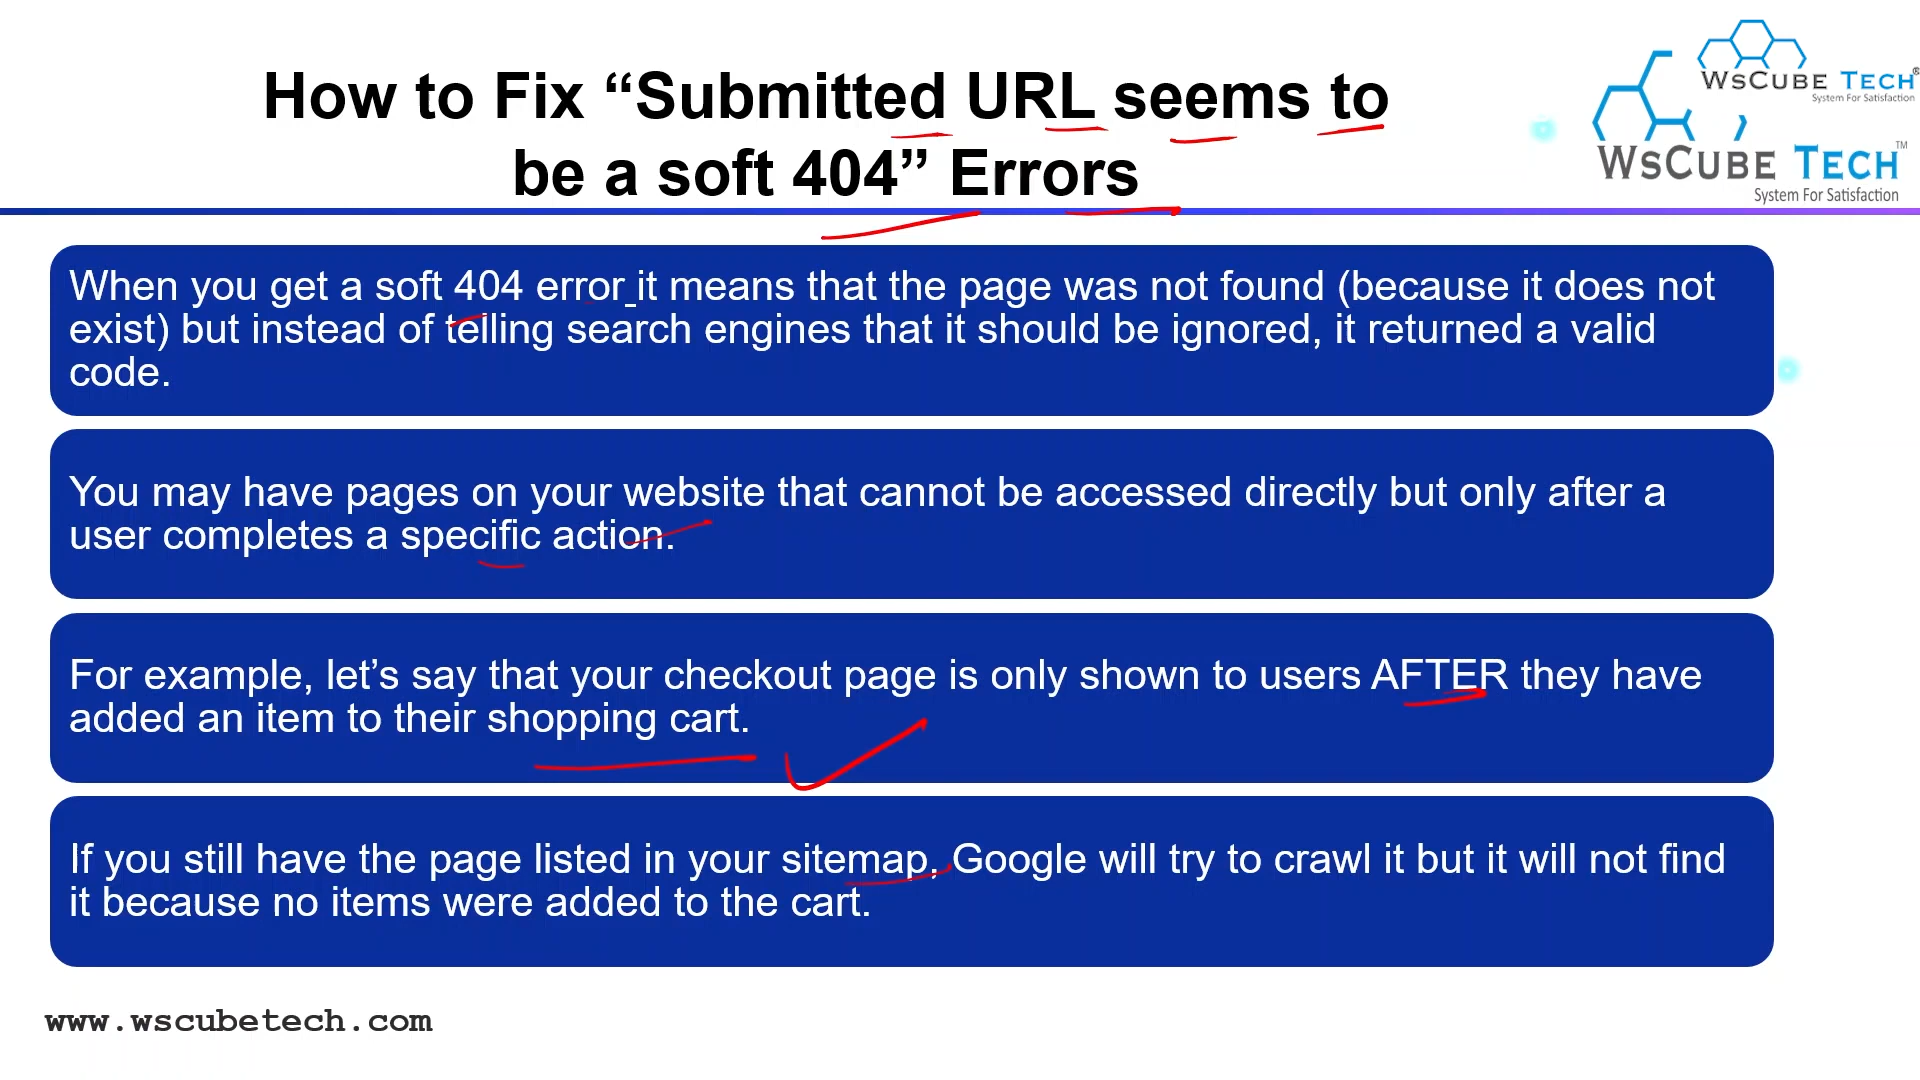 How to Fix “Submitted URL seems to
be a soft 404” Errors
WSCUBE TECH®
System For Satisfaction
WSCUBE TECH™
System For Satisfaction
When you get a soft 404 error it means that the page was not found (because it does not
exist) but instead of telling search engines that it should be ignored, it returned a valid
code.
You may have pages on your website that cannot be accessed directly but only after a
user completes a specific action.
For example, let’s say that your checkout page is only shown to users AFTER they have
added an item to their shopping cart.
If you still have the page listed in your sitemap, Google will try to crawl it but it will not find
it because no items were added to the cart.
www.wscubetech.com